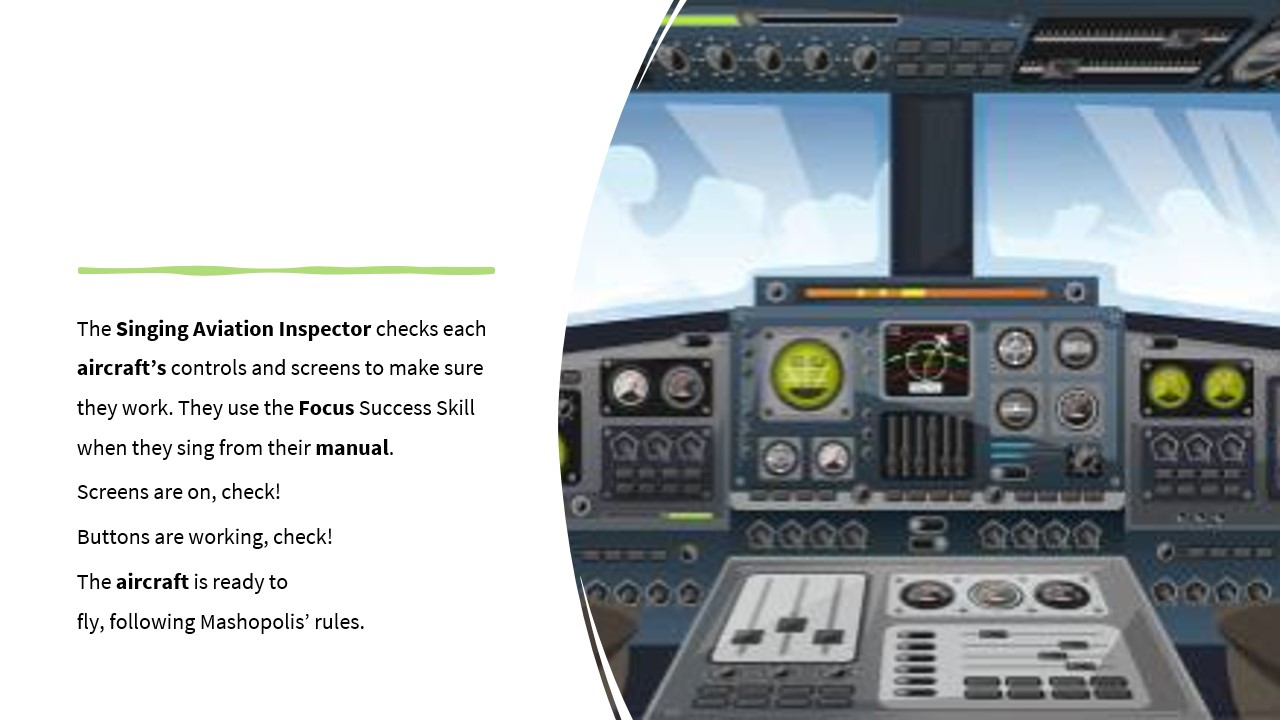 The Singing Aviation Inspector checks each
aircraft’s controls and screens to make sure
they work. They use the Focus Success Skill
when they sing from their manual.
Screens are on, check!
Buttons are working, check!
The aircraft is ready to
fly, following Mashopolis’ rules.